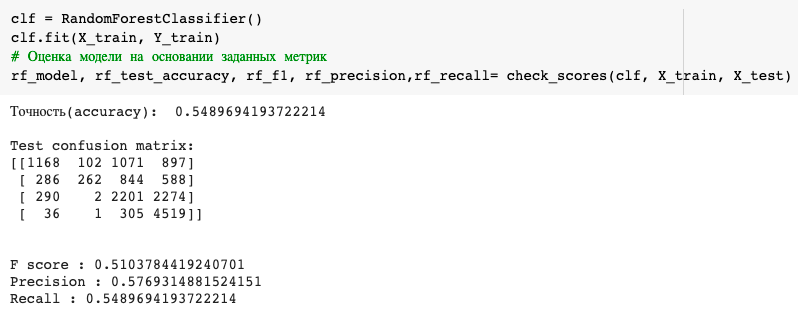 clf = RandomForestClassifier()
clf.fit(X_train, Y_train)
# Оценка модели на основании заданных метрик
rf_model, rf_test_accuracy, rf_f1, rf_precision,rf_recall= check_scores(clf, X_train, X_test)
Точность(accuracy):  0.5489694193722214
Test confusion matrix:
[[1168  102 1071  897]
 [ 286  262  844  588]
 [ 290    2 2201 2274]
 [  36    1  305 4519]]
F score : 0.5103784419240701
Precision : 0.5769314881524151
Recall : 0.5489694193722214